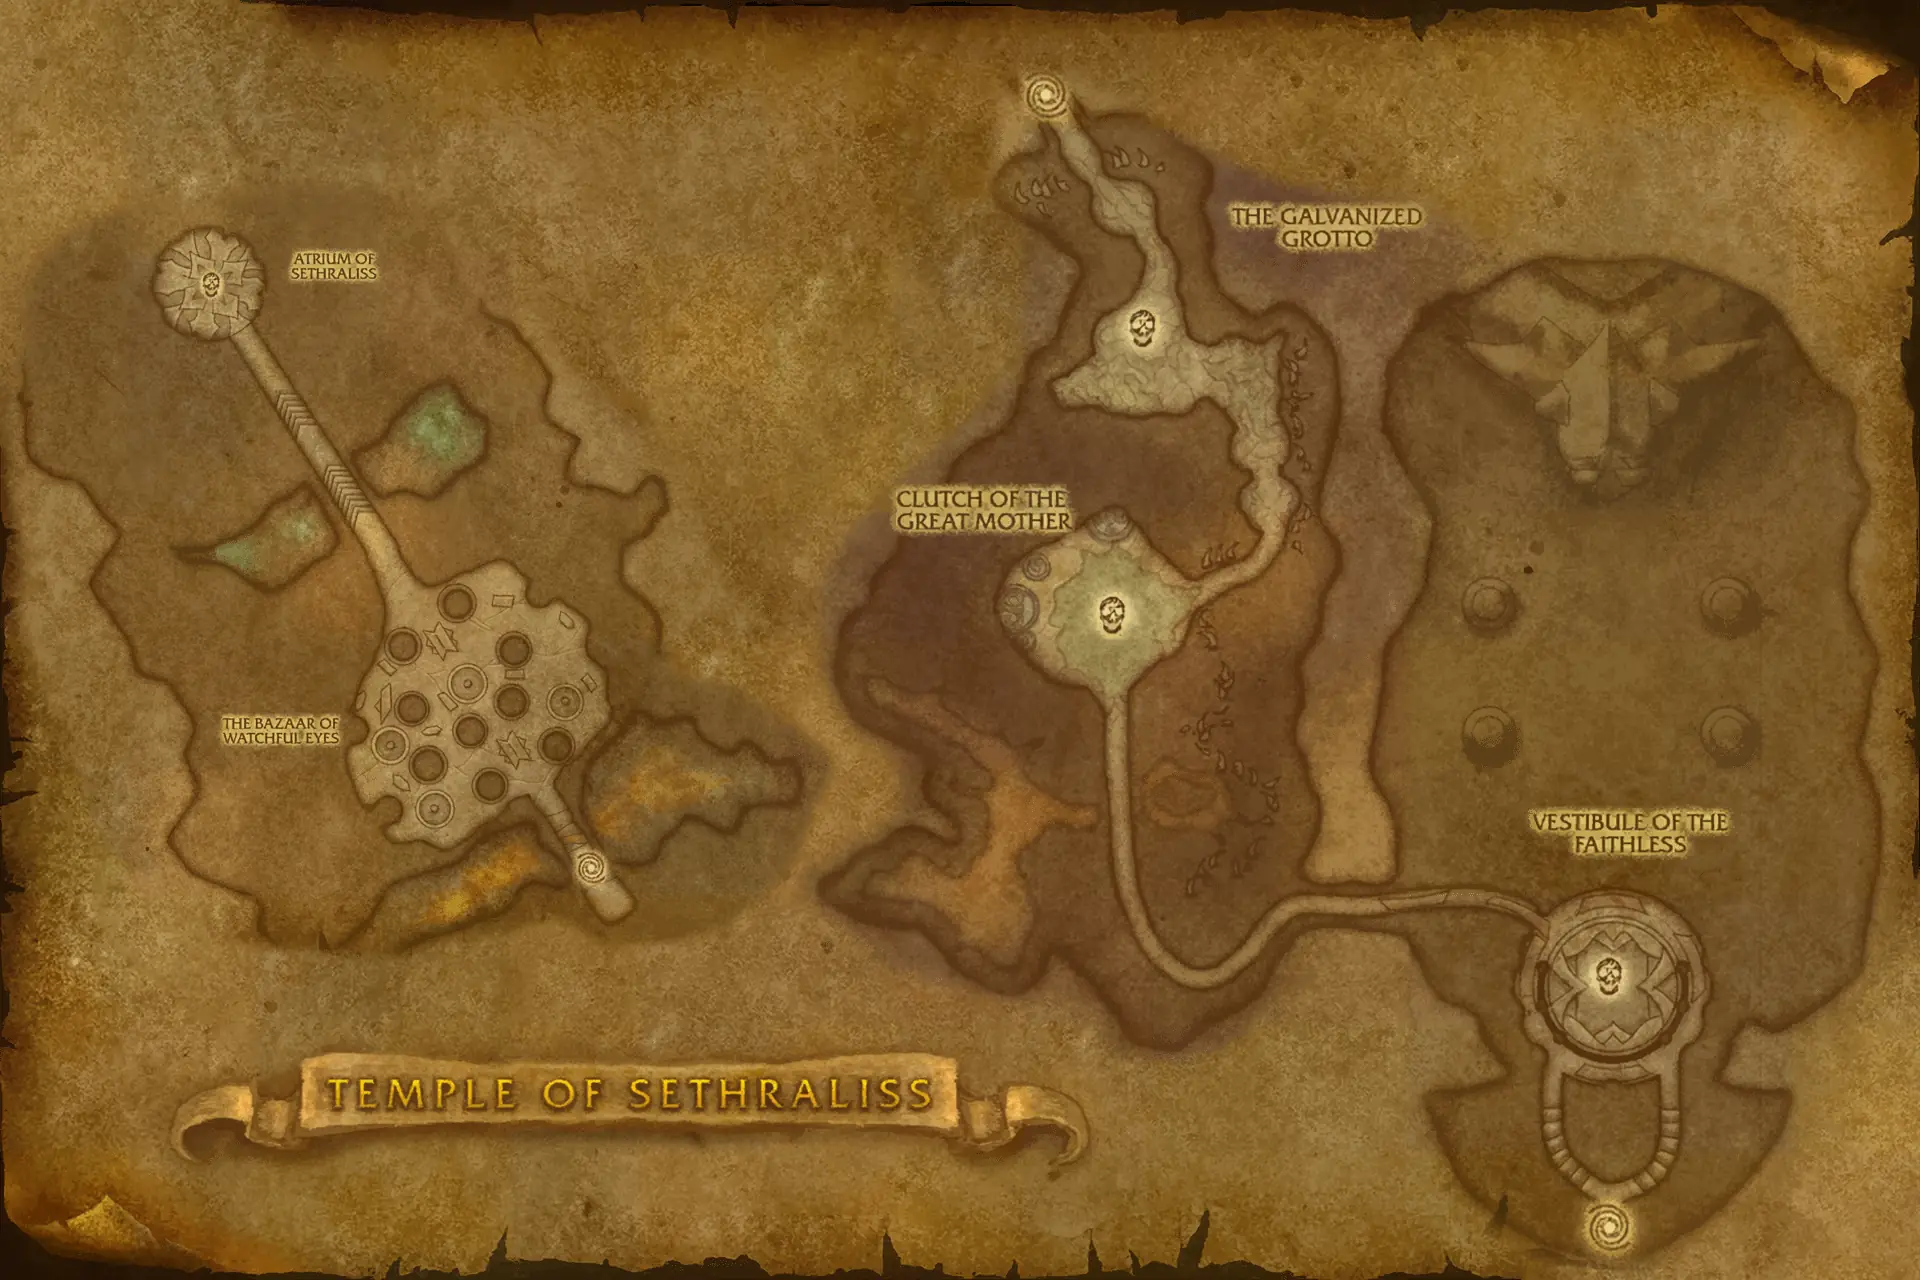 THE GALVANIZED
GROTTO
ATRIUM OF
SETHRALISS
CLUTCH OF THE
GREAT MOTHER
THE BAZAAR OF
WATCHFUL EYES
VESTIBULE OF THE
FAITHLESS
TEMPLE OF SETHRALISS